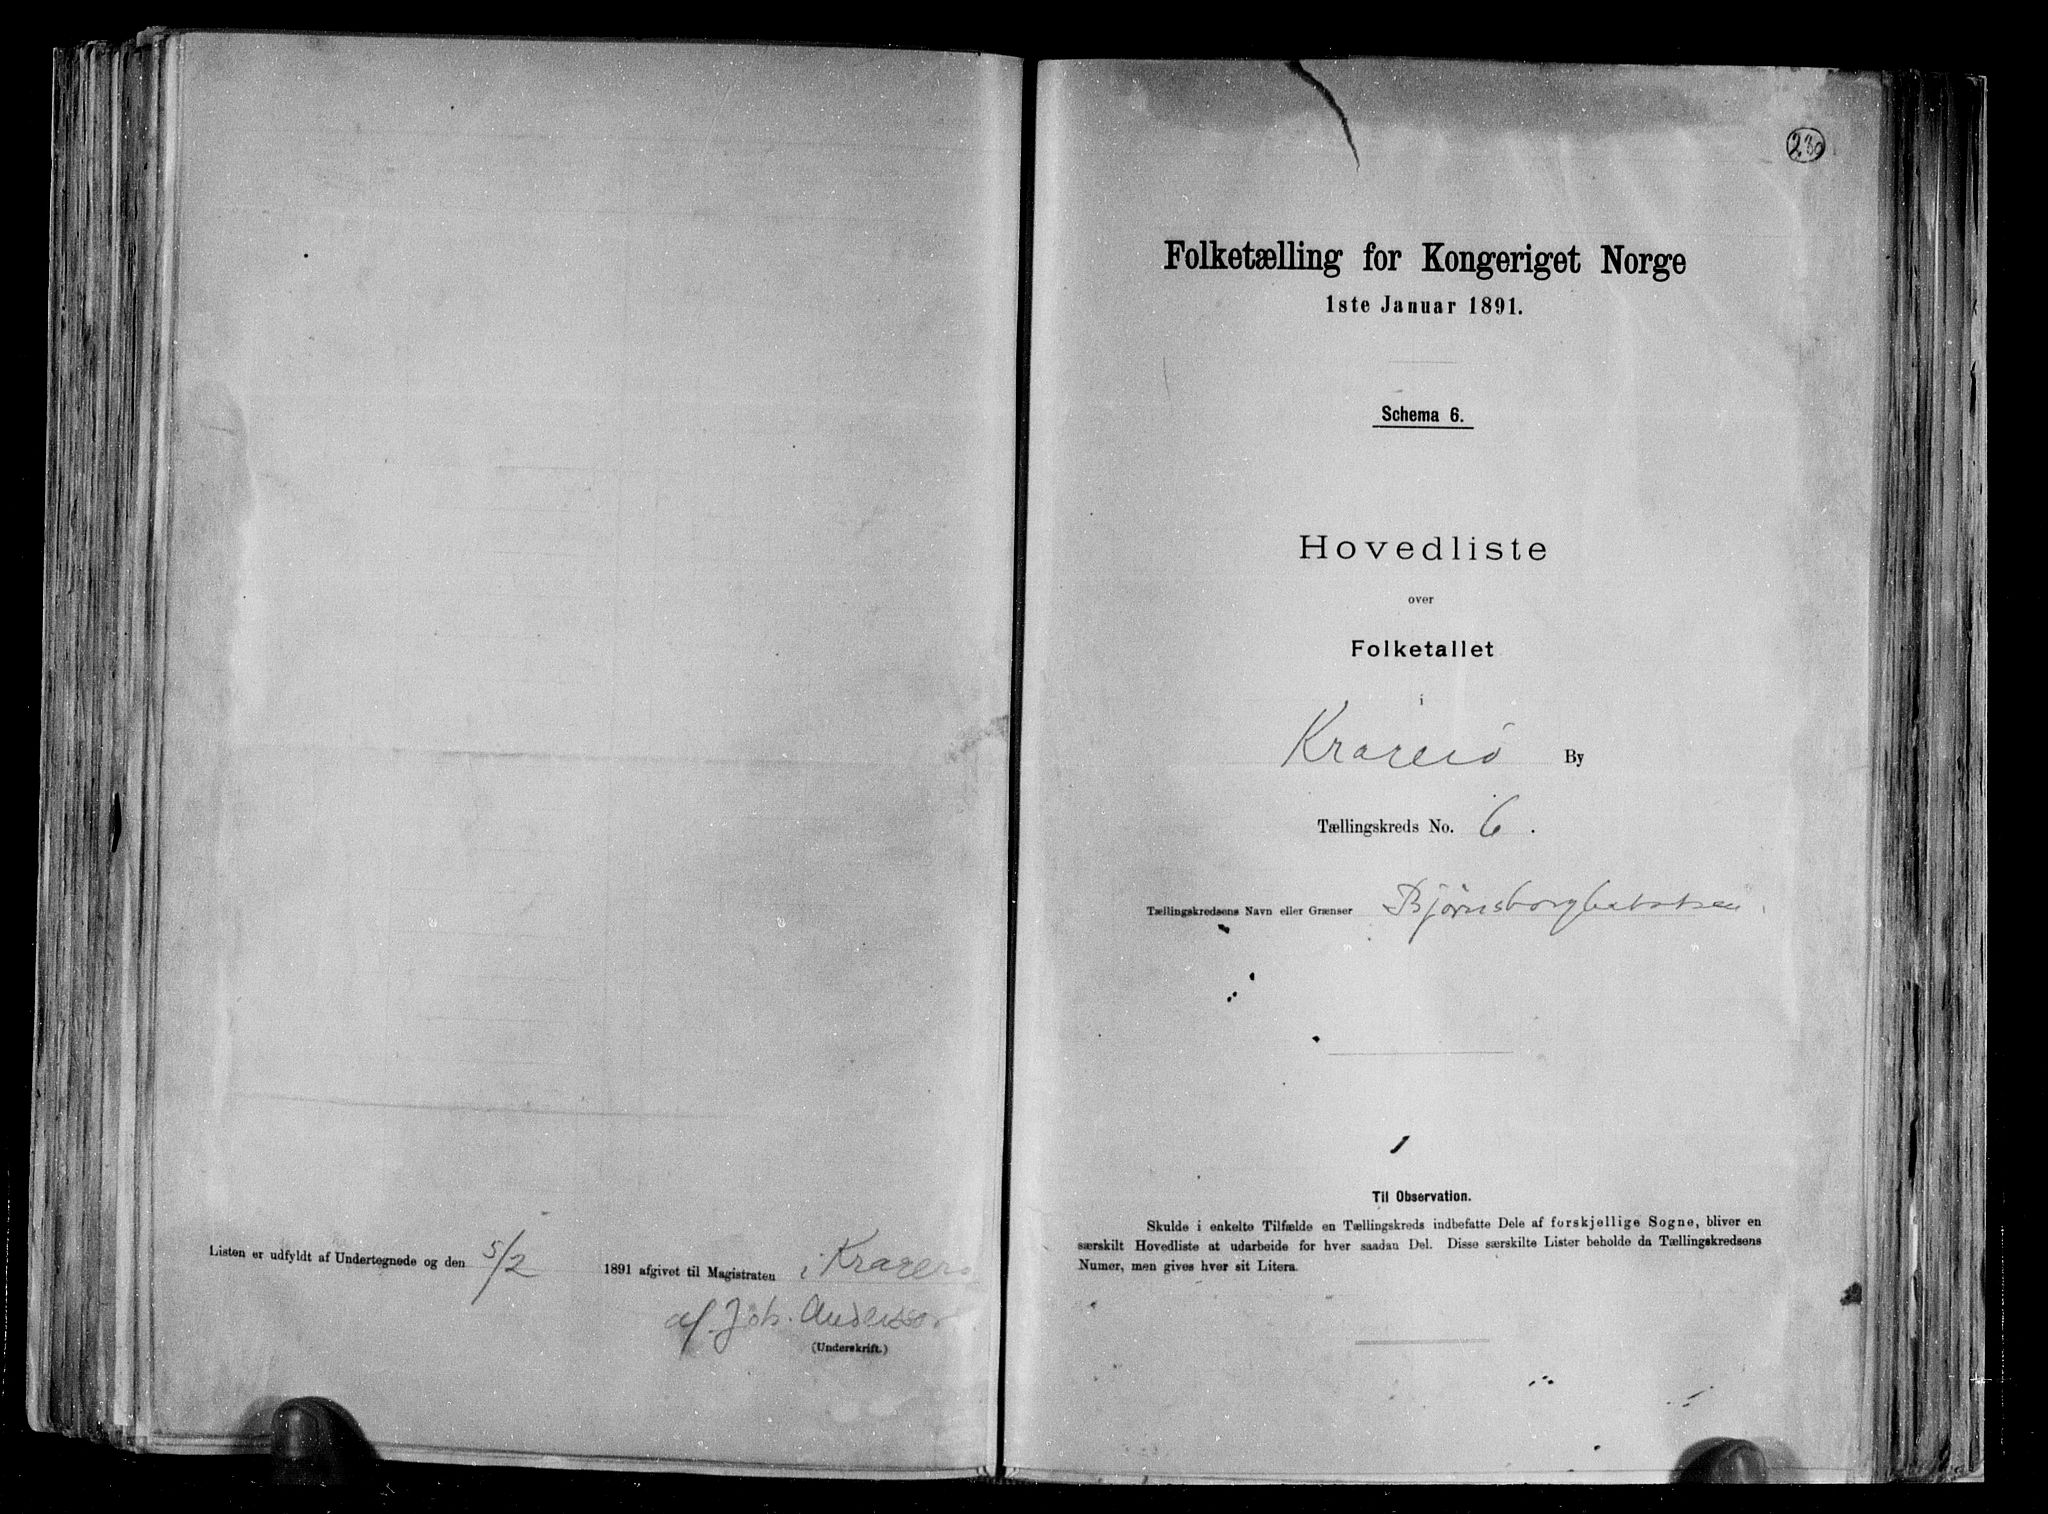 Listen er udfyldt af Undertegnede og den 5/2 1891 afgivet til Magistraten i Kragerø
af Joh. Anderssen
(Underskrift.)
230
Folketælling for Kongeriget Norge
1ste Januar 1891.
Schema 6.
Hovedliste
over
Folketallet
i
Kragerø By
Tællingskreds No. 6.
Tællingskredsens Navn eller Grænser
Til Observation.
Skulde i enkelte Tilfælde en Tællingskreds indbefatte Dele af forskjellige Sogne, bliver en
særskilt Hovedliste at udarbeide for hver saadan Del. Disse særskilte Lister beholde da Tællingskredsens
Numer, men gives hver sit Litera.